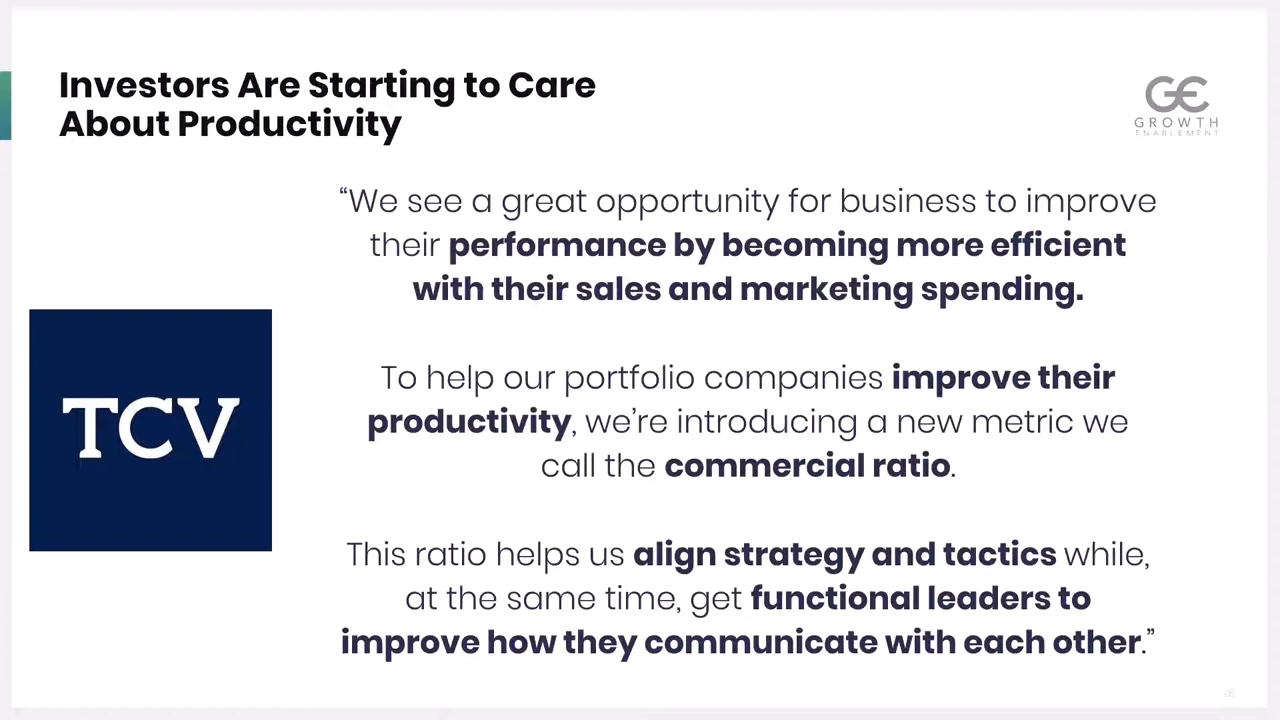 Investors Are Starting to Care
About Productivity
GE
GROWTH
ENABLEMENT
“We see a great opportunity for business to improve
their performance by becoming more efficient
with their sales and marketing spending.
TCV
To help our portfolio companies improve their
productivity, we’re introducing a new metric we
call the commercial ratio.
This ratio helps us align strategy and tactics while,
at the same time, get functional leaders to
improve how they communicate with each other.”